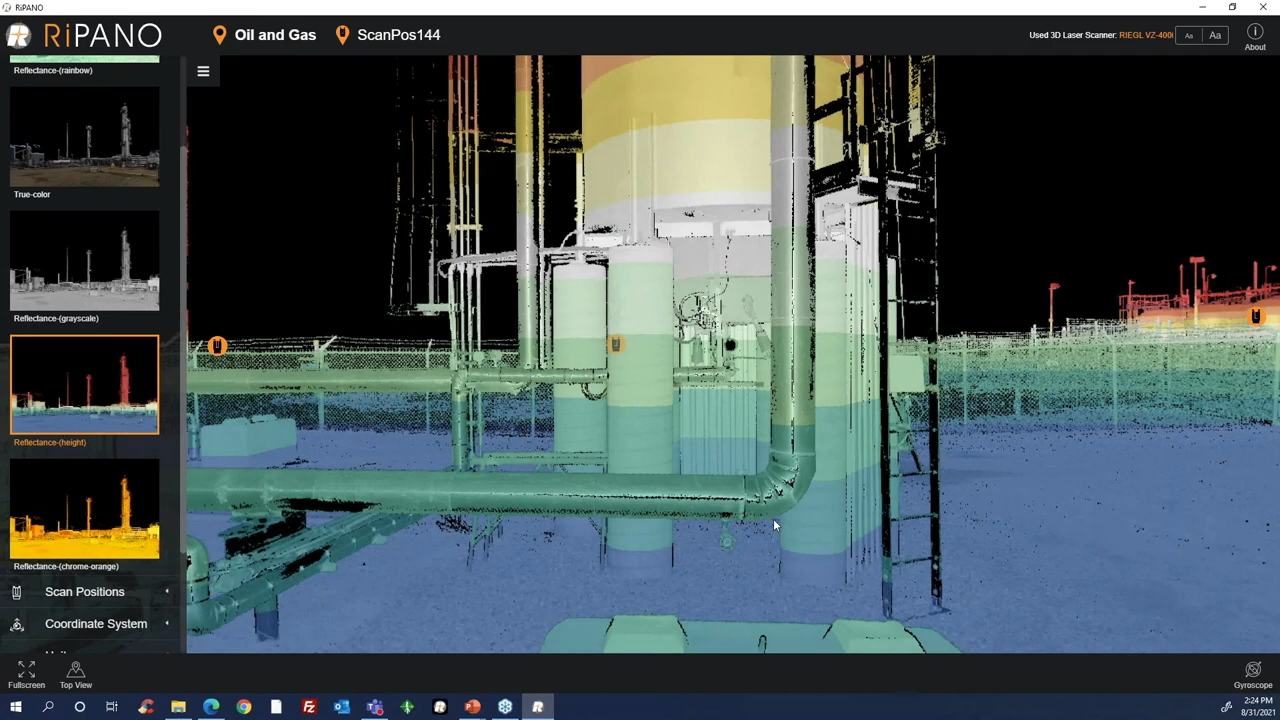 RiPANO
RiPANO
Oil and Gas
ScanPos144
Used 3D Laser Scanner: RIEGL VZ-400i
Aa
Aa
About
Reflectance-(rainbow)
True-color
Reflectance-(grayscale)
Reflectance-(height)
Reflectance-(chrome-orange)
Scan Positions
Coordinate System
Fullscreen
Top View
Gyroscope
2:24 PM
8/31/2021